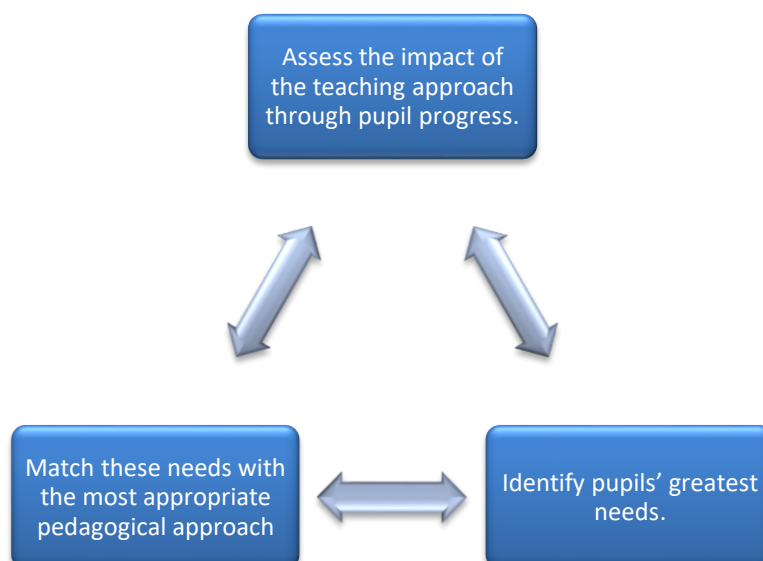 Assess the impact of
the teaching approach
through pupil progress.
Match these needs with
the most appropriate
pedagogical approach
Identify pupils’ greatest
needs.